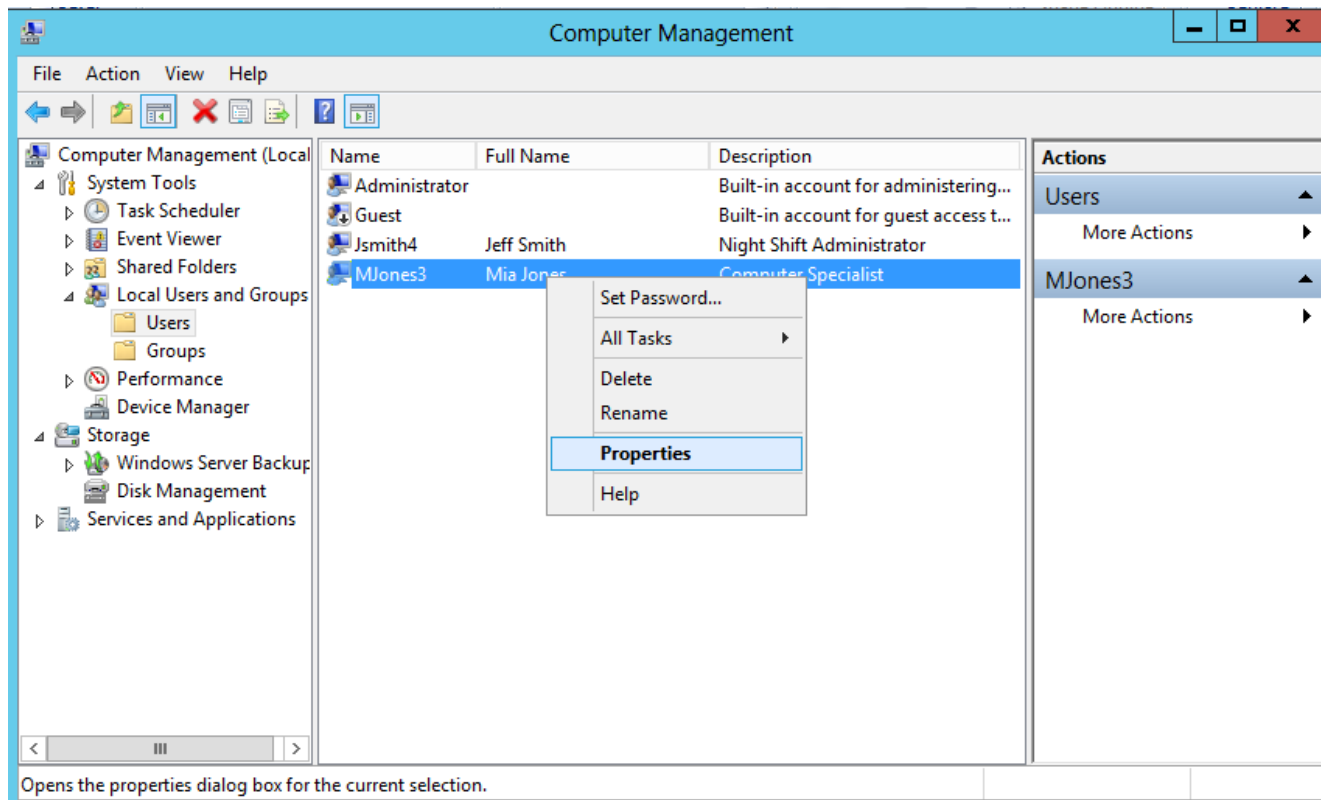 Computer Management
File Action View Help
Computer Management (Local
System Tools
Task Scheduler
Event Viewer
Shared Folders
Local Users and Groups
Users
Groups
Performance
Device Manager
Storage
Windows Server Backup
Disk Management
Services and Applications
Name Full Name Description
Administrator Built-in account for administering...
Guest Built-in account for guest access t...
Jsmith4 Jeff Smith Night Shift Administrator
MJones3 Mia Jones Computer Specialist
Set Password...
All Tasks
Delete
Rename
Properties
Help
Actions
Users
More Actions
MJones3
More Actions
Opens the properties dialog box for the current selection.